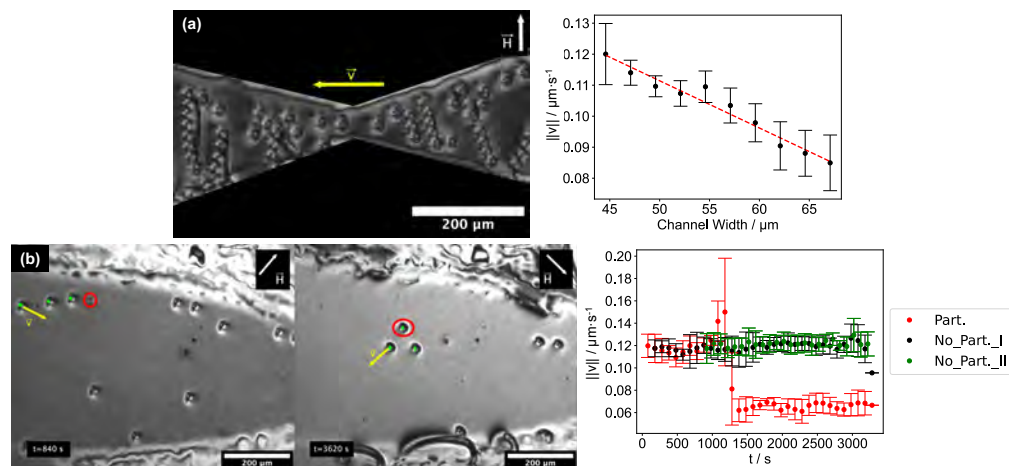 (a)
H
v
200 µm
0.13
0.12
0.11
0.10
0.09
0.08
||v|| / µm·s⁻¹
45 50 55 60 65
Channel Width / µm
(b)
H
v
t=840 s
200 µm
H
v
t=3620 s
200 µm
0.20
0.18
0.16
0.14
0.12
0.10
0.08
0.06
||v|| / µm·s⁻¹
0 500 1000 1500 2000 2500 3000
t / s
Part.
No_Part._I
No_Part._II